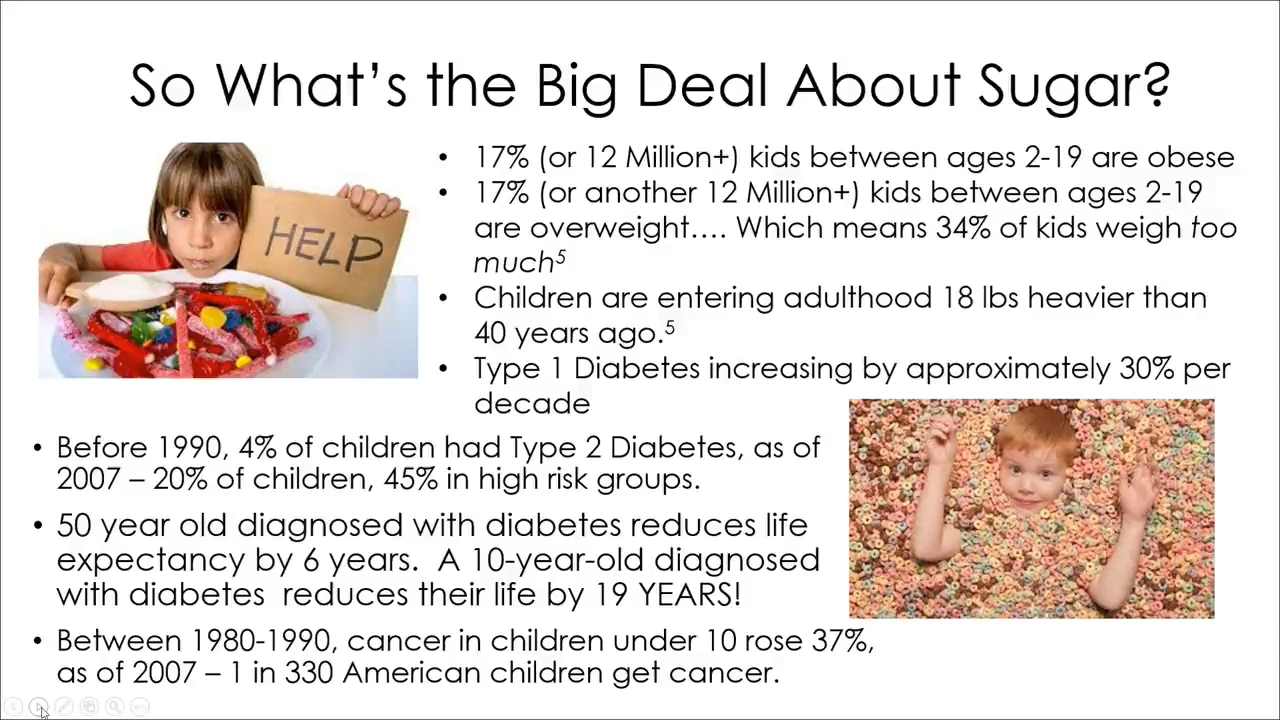 So What's the Big Deal About Sugar?
HELP
• 17% (or 12 Million+) kids between ages 2-19 are obese
• 17% (or another 12 Million+) kids between ages 2-19
are overweight.... Which means 34% of kids weigh too
much⁵
• Children are entering adulthood 18 lbs heavier than
40 years ago.⁵
• Type 1 Diabetes increasing by approximately 30% per
decade
• Before 1990, 4% of children had Type 2 Diabetes, as of
2007 – 20% of children, 45% in high risk groups.
• 50 year old diagnosed with diabetes reduces life
expectancy by 6 years.  A 10-year-old diagnosed
with diabetes  reduces their life by 19 YEARS!
• Between 1980-1990, cancer in children under 10 rose 37%,
as of 2007 – 1 in 330 American children get cancer.